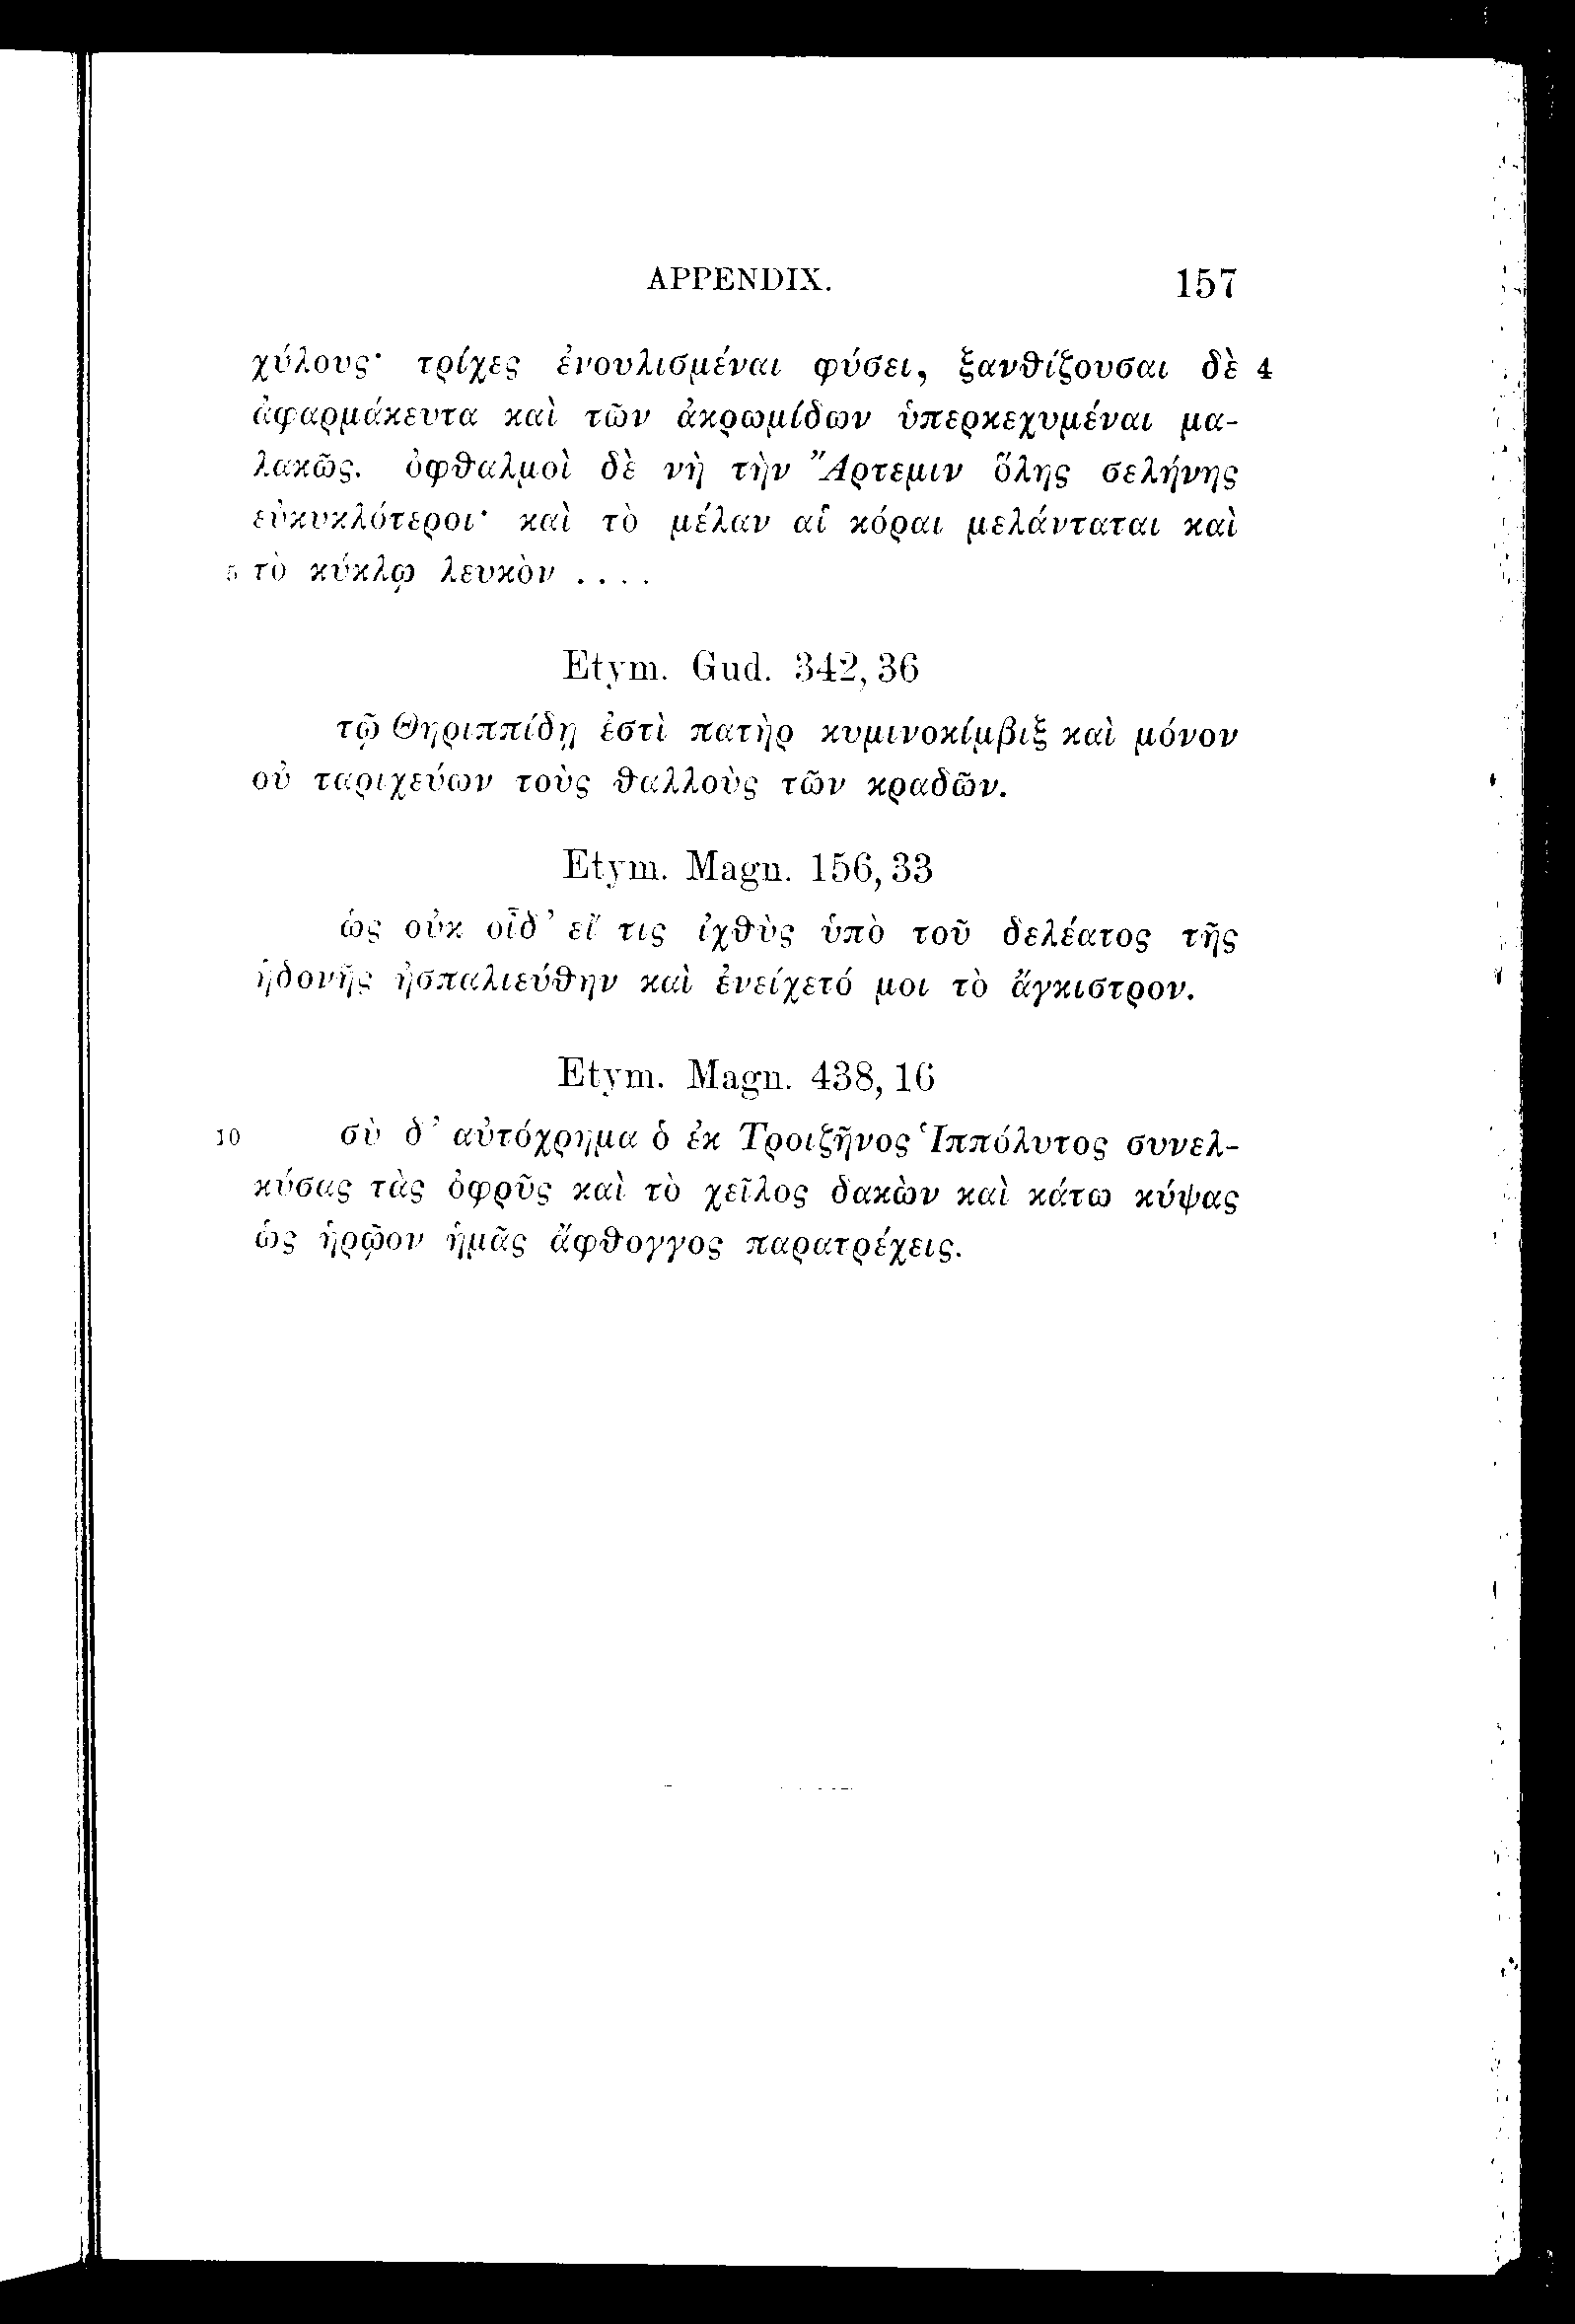 APPENDIX. 157
χύλους· τρίχες ἐνουλισμέναι φύσει, ξανθίζουσαι δὲ 4
ἀφαρμάκευτα καὶ τῶν ἀκρωμίδων ὑπερκεχυμέναι μα-
λακῶς. ὀφθαλμοὶ δὲ νὴ τὴν Ἄρτεμιν ὅλης σελήνης
εὐκυκλότεροι· καὶ τὸ μέλαν αἱ κόραι μελάνταται καὶ
5 τὸ κύκλῳ λευκὸν . . . .
Etym. Gud. 342, 36
τῷ Θηριππίδῃ ἐστὶ πατὴρ κυμινοκίμβιξ καὶ μόνον
οὐ ταριχεύων τοὺς θαλλοὺς τῶν κραδῶν.
Etym. Magn. 156, 33
ὡς οὐκ οἶδ’ εἴ τις ἰχθὺς ὑπὸ τοῦ δελέατος τῆς
ἡδονῆς ἠσπαλιεύθην καὶ ἐνείχετό μοι τὸ ἄγκιστρον.
Etym. Magn. 438, 16
10 σὺ δ’ αὐτόχρημα ὁ ἐκ Τροιζῆνος Ἱππόλυτος συνελ-
κύσας τὰς ὀφρῦς καὶ τὸ χεῖλος δακὼν καὶ κάτω κύψας
ὡς ἡρῷον ἡμᾶς ἄφθογγος παρατρέχεις.